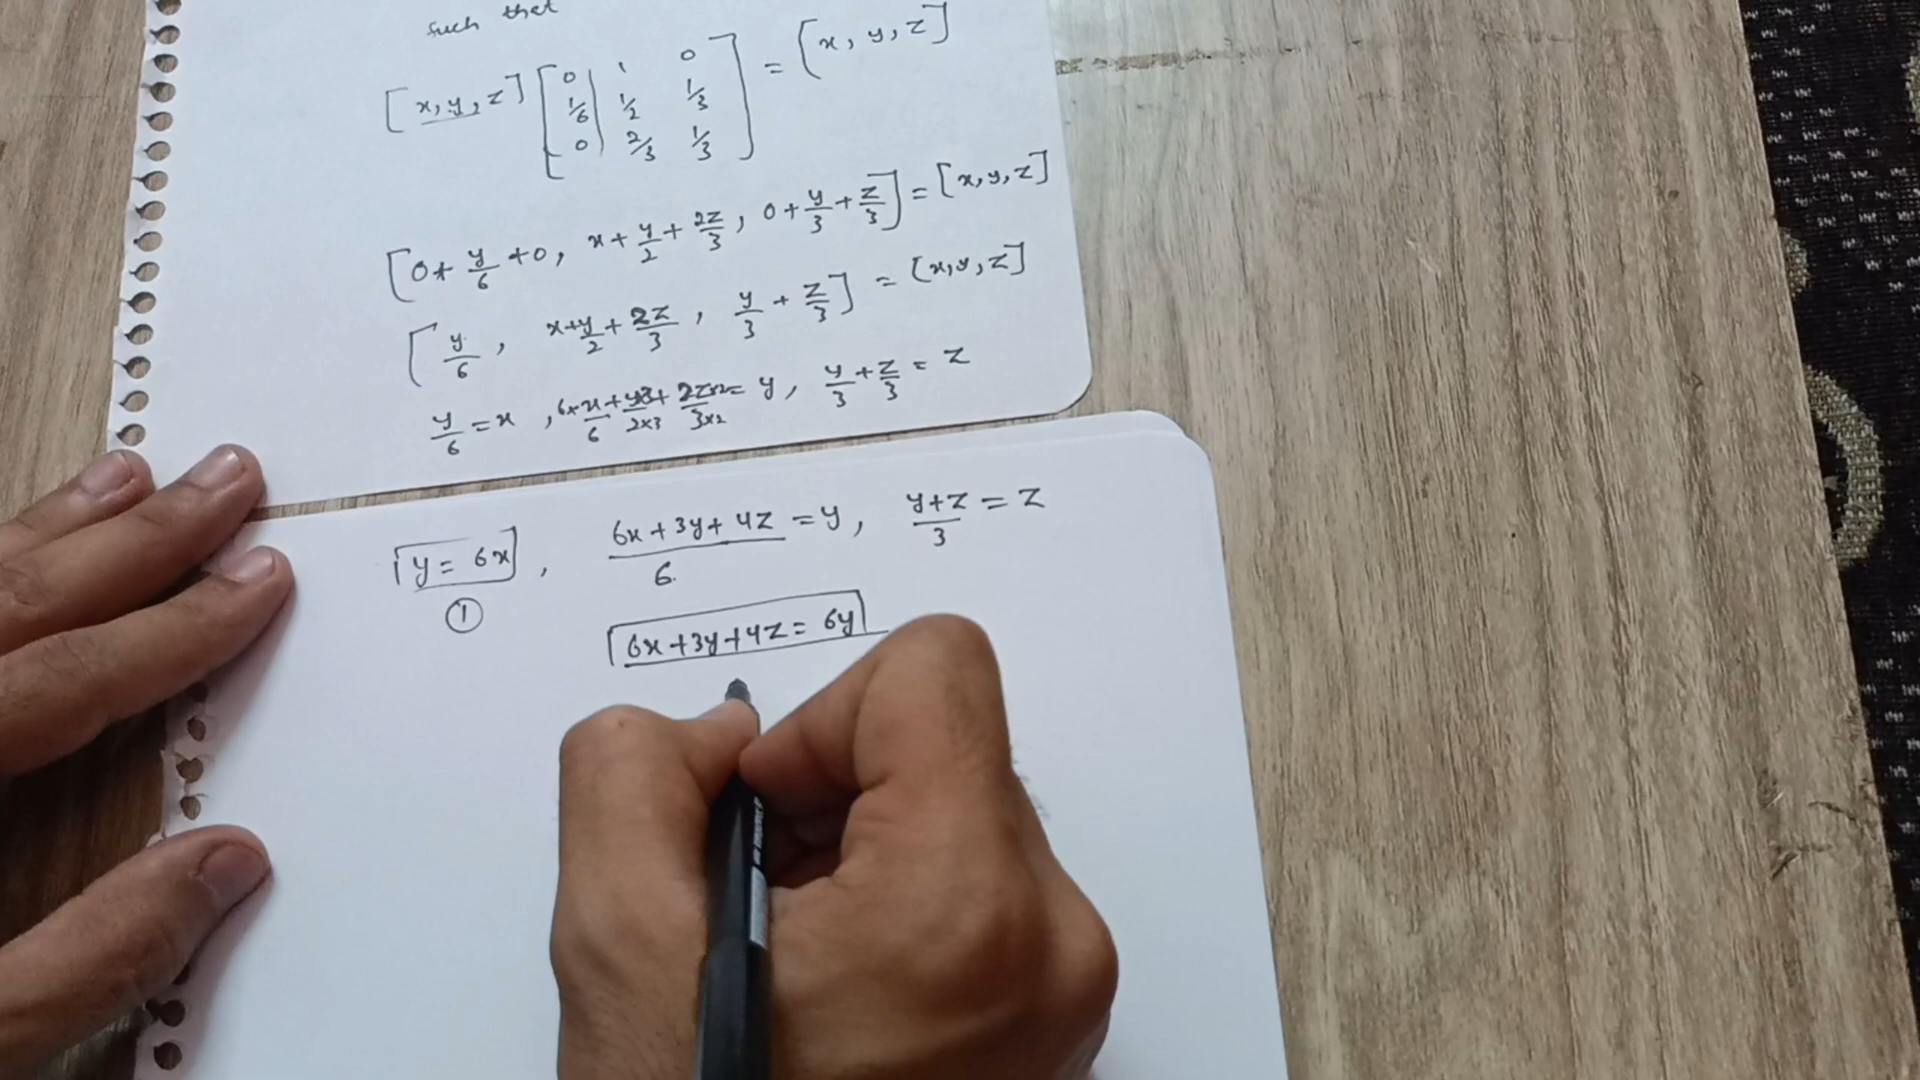 such that
[x, y, z] [0 1 0 = [x, y, z]
1/6 1/2 1/3
0 2/3 1/3]
[0 + y/6 + 0, x + y/2 + 2z/3, 0 + y/3 + z/3] = [x, y, z]
[y/6, x + y/2 + 2z/3, y/3 + z/3] = [x, y, z]
y/6 = x, 6×x/6 + y×3/2×3 + 2z×2/3×2 = y, y/3 + z/3 = z
y = 6x, (6x + 3y + 4z)/6 = y, (y+z)/3 = z
①
6x + 3y + 4z = 6y